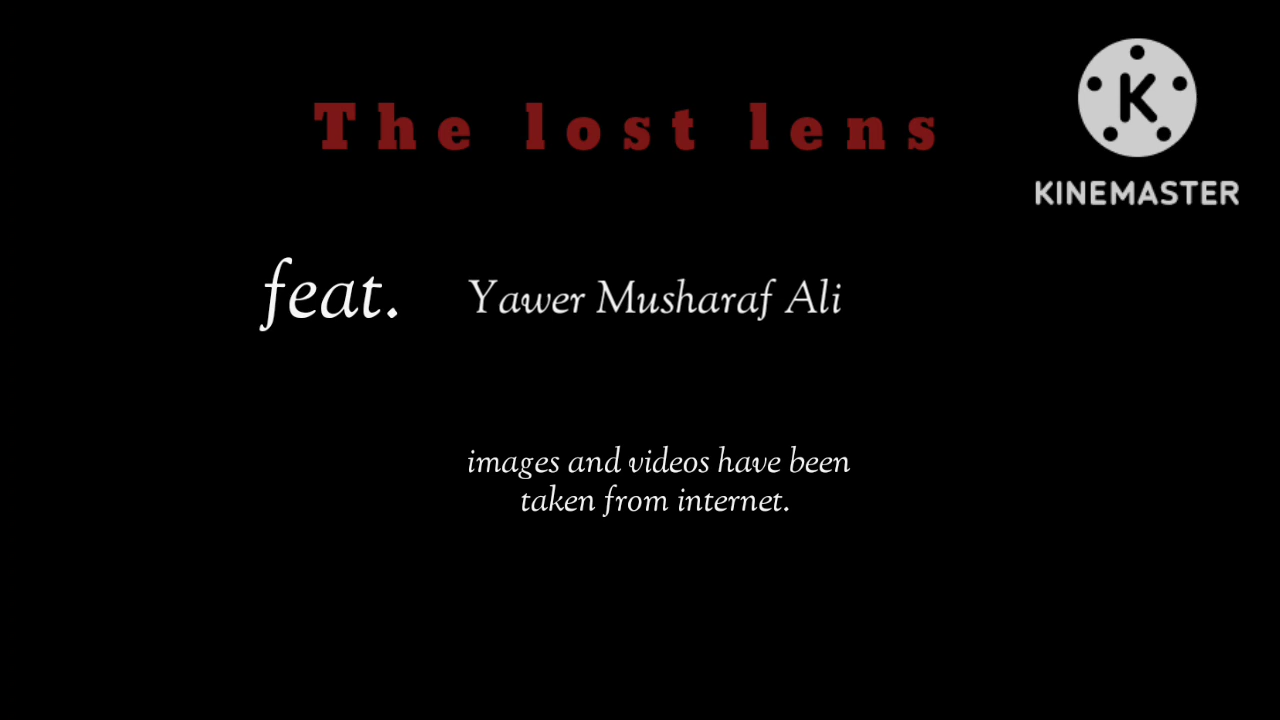 The lost lens
K
KINEMASTER
feat. Yawer Musharaf Ali
images and videos have been
taken from internet.